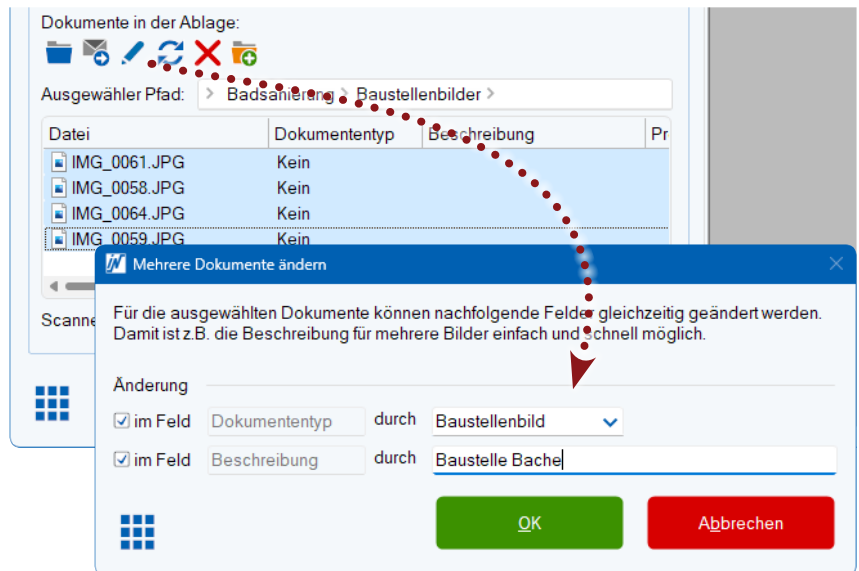 Dokumente in der Ablage:
Ausgewähler Pfad: > Badsanierung > Baustellenbilder >
Datei Dokumententyp Beschreibung Pr
IMG_0061.JPG Kein
IMG_0058.JPG Kein
IMG_0064.JPG Kein
IMG_0059.JPG Kein
Mehrere Dokumente ändern
Scanne
Für die ausgewählten Dokumente können nachfolgende Felder gleichzeitig geändert werden.
Damit ist z.B. die Beschreibung für mehrere Bilder einfach und schnell möglich.
Änderung
im Feld Dokumententyp durch Baustellenbild
im Feld Beschreibung durch Baustelle Bache
OK Abbrechen